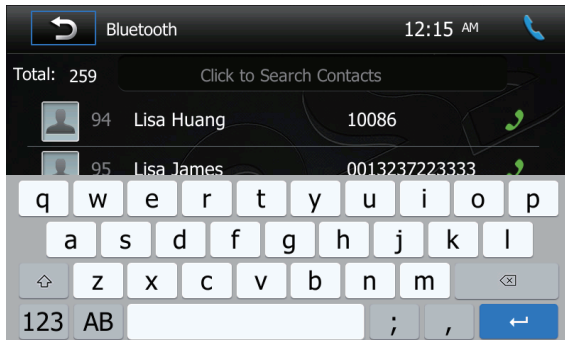 Bluetooth 12:15 AM
Total: 259 Click to Search Contacts
94 Lisa Huang 10086
95 Lisa James 0013237223333
q w e r t y u i o p
a s d f g h j k l
z x c v b n m
123 AB ; ,